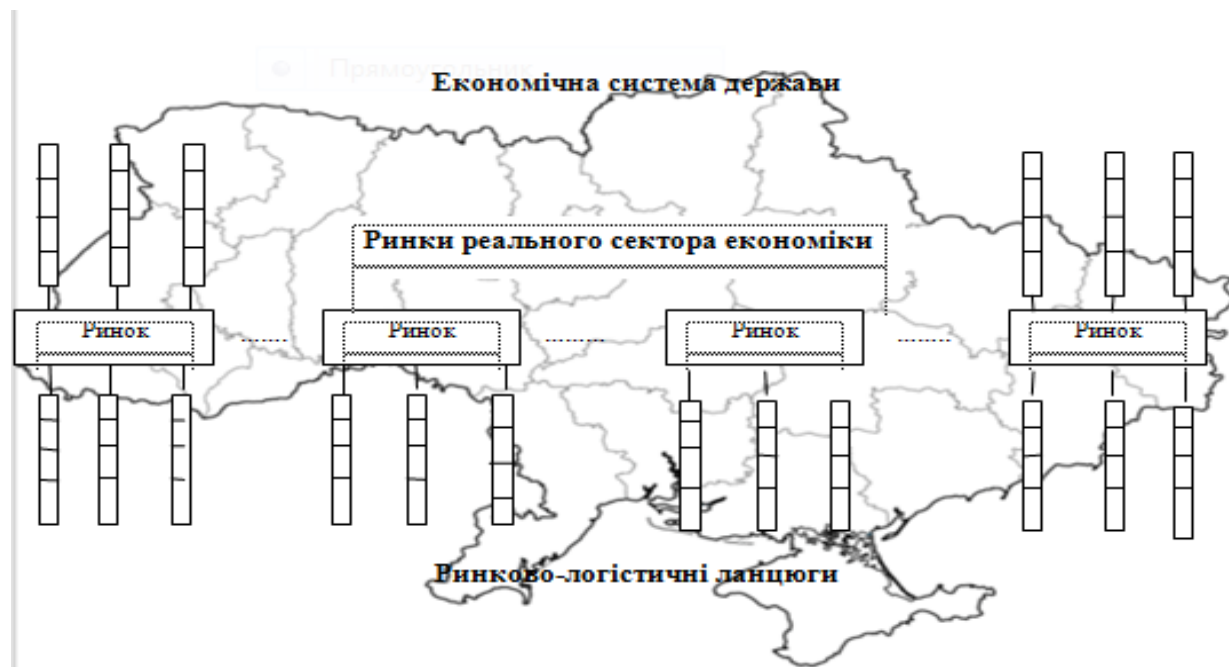 Прямоугольник
Економічна система держави
Ринки реального сектора економіки
Ринок
Ринок
Ринок
Ринок
Ринково-логістичні ланцюги